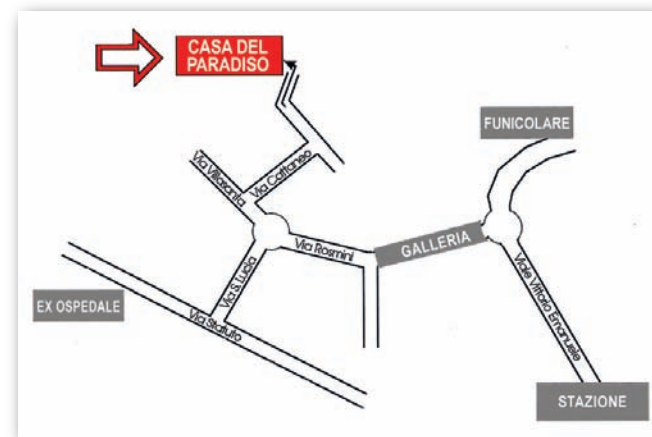 CASA DEL
PARADISO
FUNICOLARE
Via Villasanta
Via Cattaneo
Via Rosmini
GALLERIA
Via S. Lucia
Viale Vittorio Emanuele
EX OSPEDALE
Via Statuto
STAZIONE